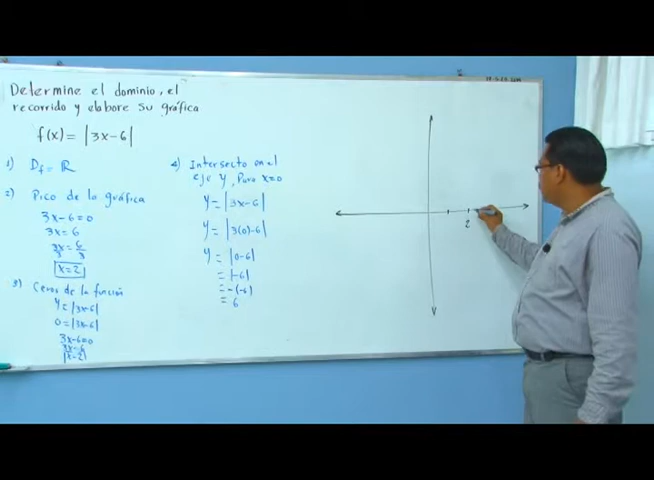 Determine el dominio, el
recorrido y elabore su gráfica
f(x) = |3x-6|
1) Df = ℝ
2) Pico de la gráfica
3x-6=0
3x = 6
3x/3 = 6/3
x=2
3) Ceros de la función
y = |3x-6|
0 = |3x-6|
3x-6=0
3x=6
x=2
4) Intersecto en el
eje y, Para x=0
y = |3x-6|
y = |3(0)-6|
y = |0-6|
= |-6|
= -(-6)
= 6
2